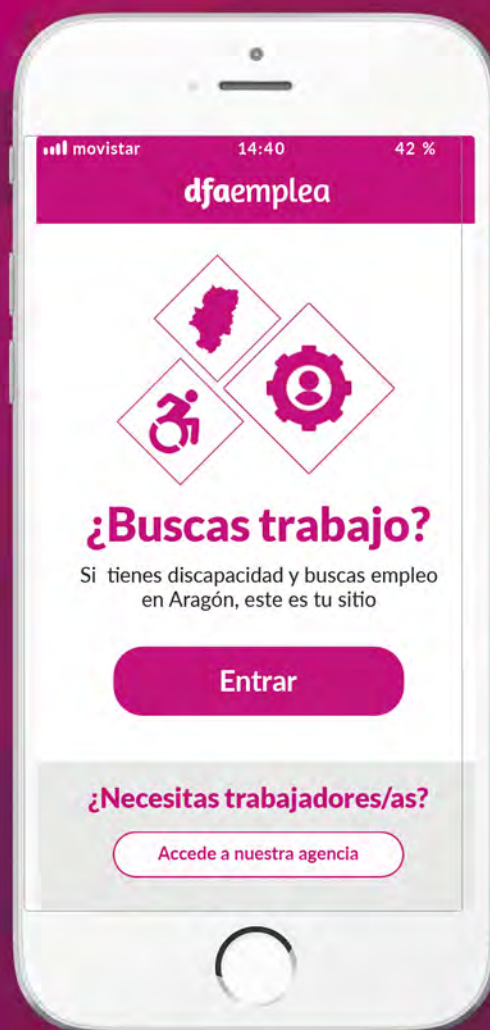 movistar 14:40 42 %
dfaemplea
¿Buscas trabajo?
Si tienes discapacidad y buscas empleo
en Aragón, este es tu sitio
Entrar
¿Necesitas trabajadores/as?
Accede a nuestra agencia